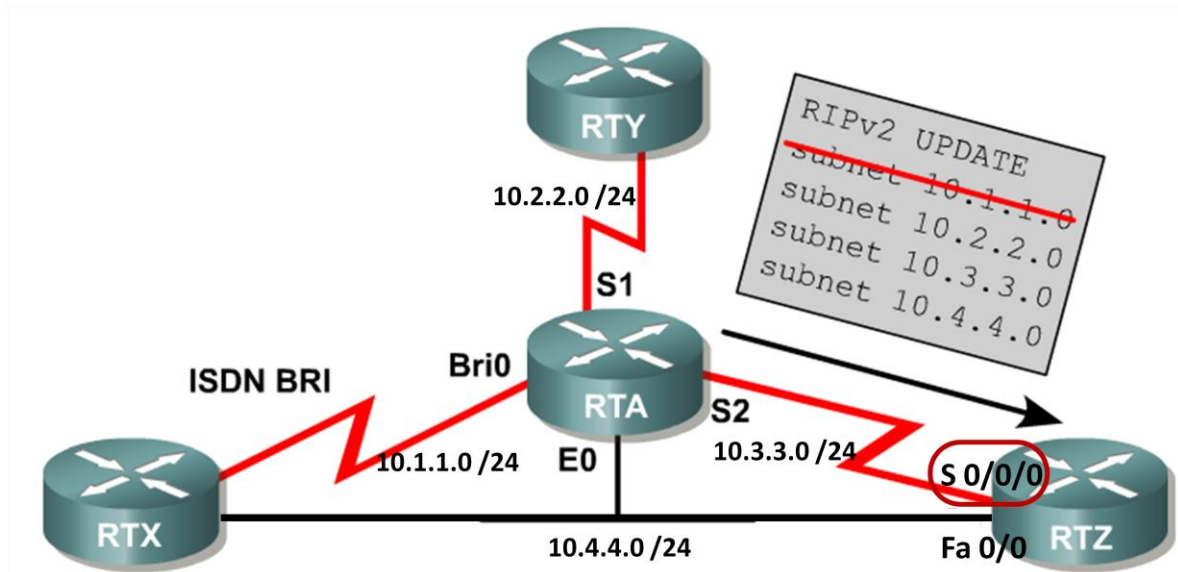 RTY
RIPv2 UPDATE
subnet 10.1.1.0
subnet 10.2.2.0
subnet 10.3.3.0
subnet 10.4.4.0
10.2.2.0 /24
S1
ISDN BRI
Bri0
RTA
S2
10.1.1.0 /24
E0
10.3.3.0 /24
S 0/0/0
RTX
10.4.4.0 /24
Fa 0/0
RTZ